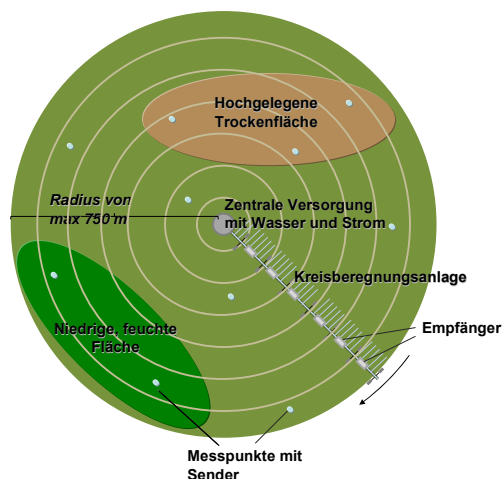 Hochgelegene
Trockenfläche
Radius von
max 750 m
Zentrale Versorgung
mit Wasser und Strom
Kreisberegnungsanlage
Empfänger
Niedrige, feuchte
Fläche
Messpunkte mit
Sender